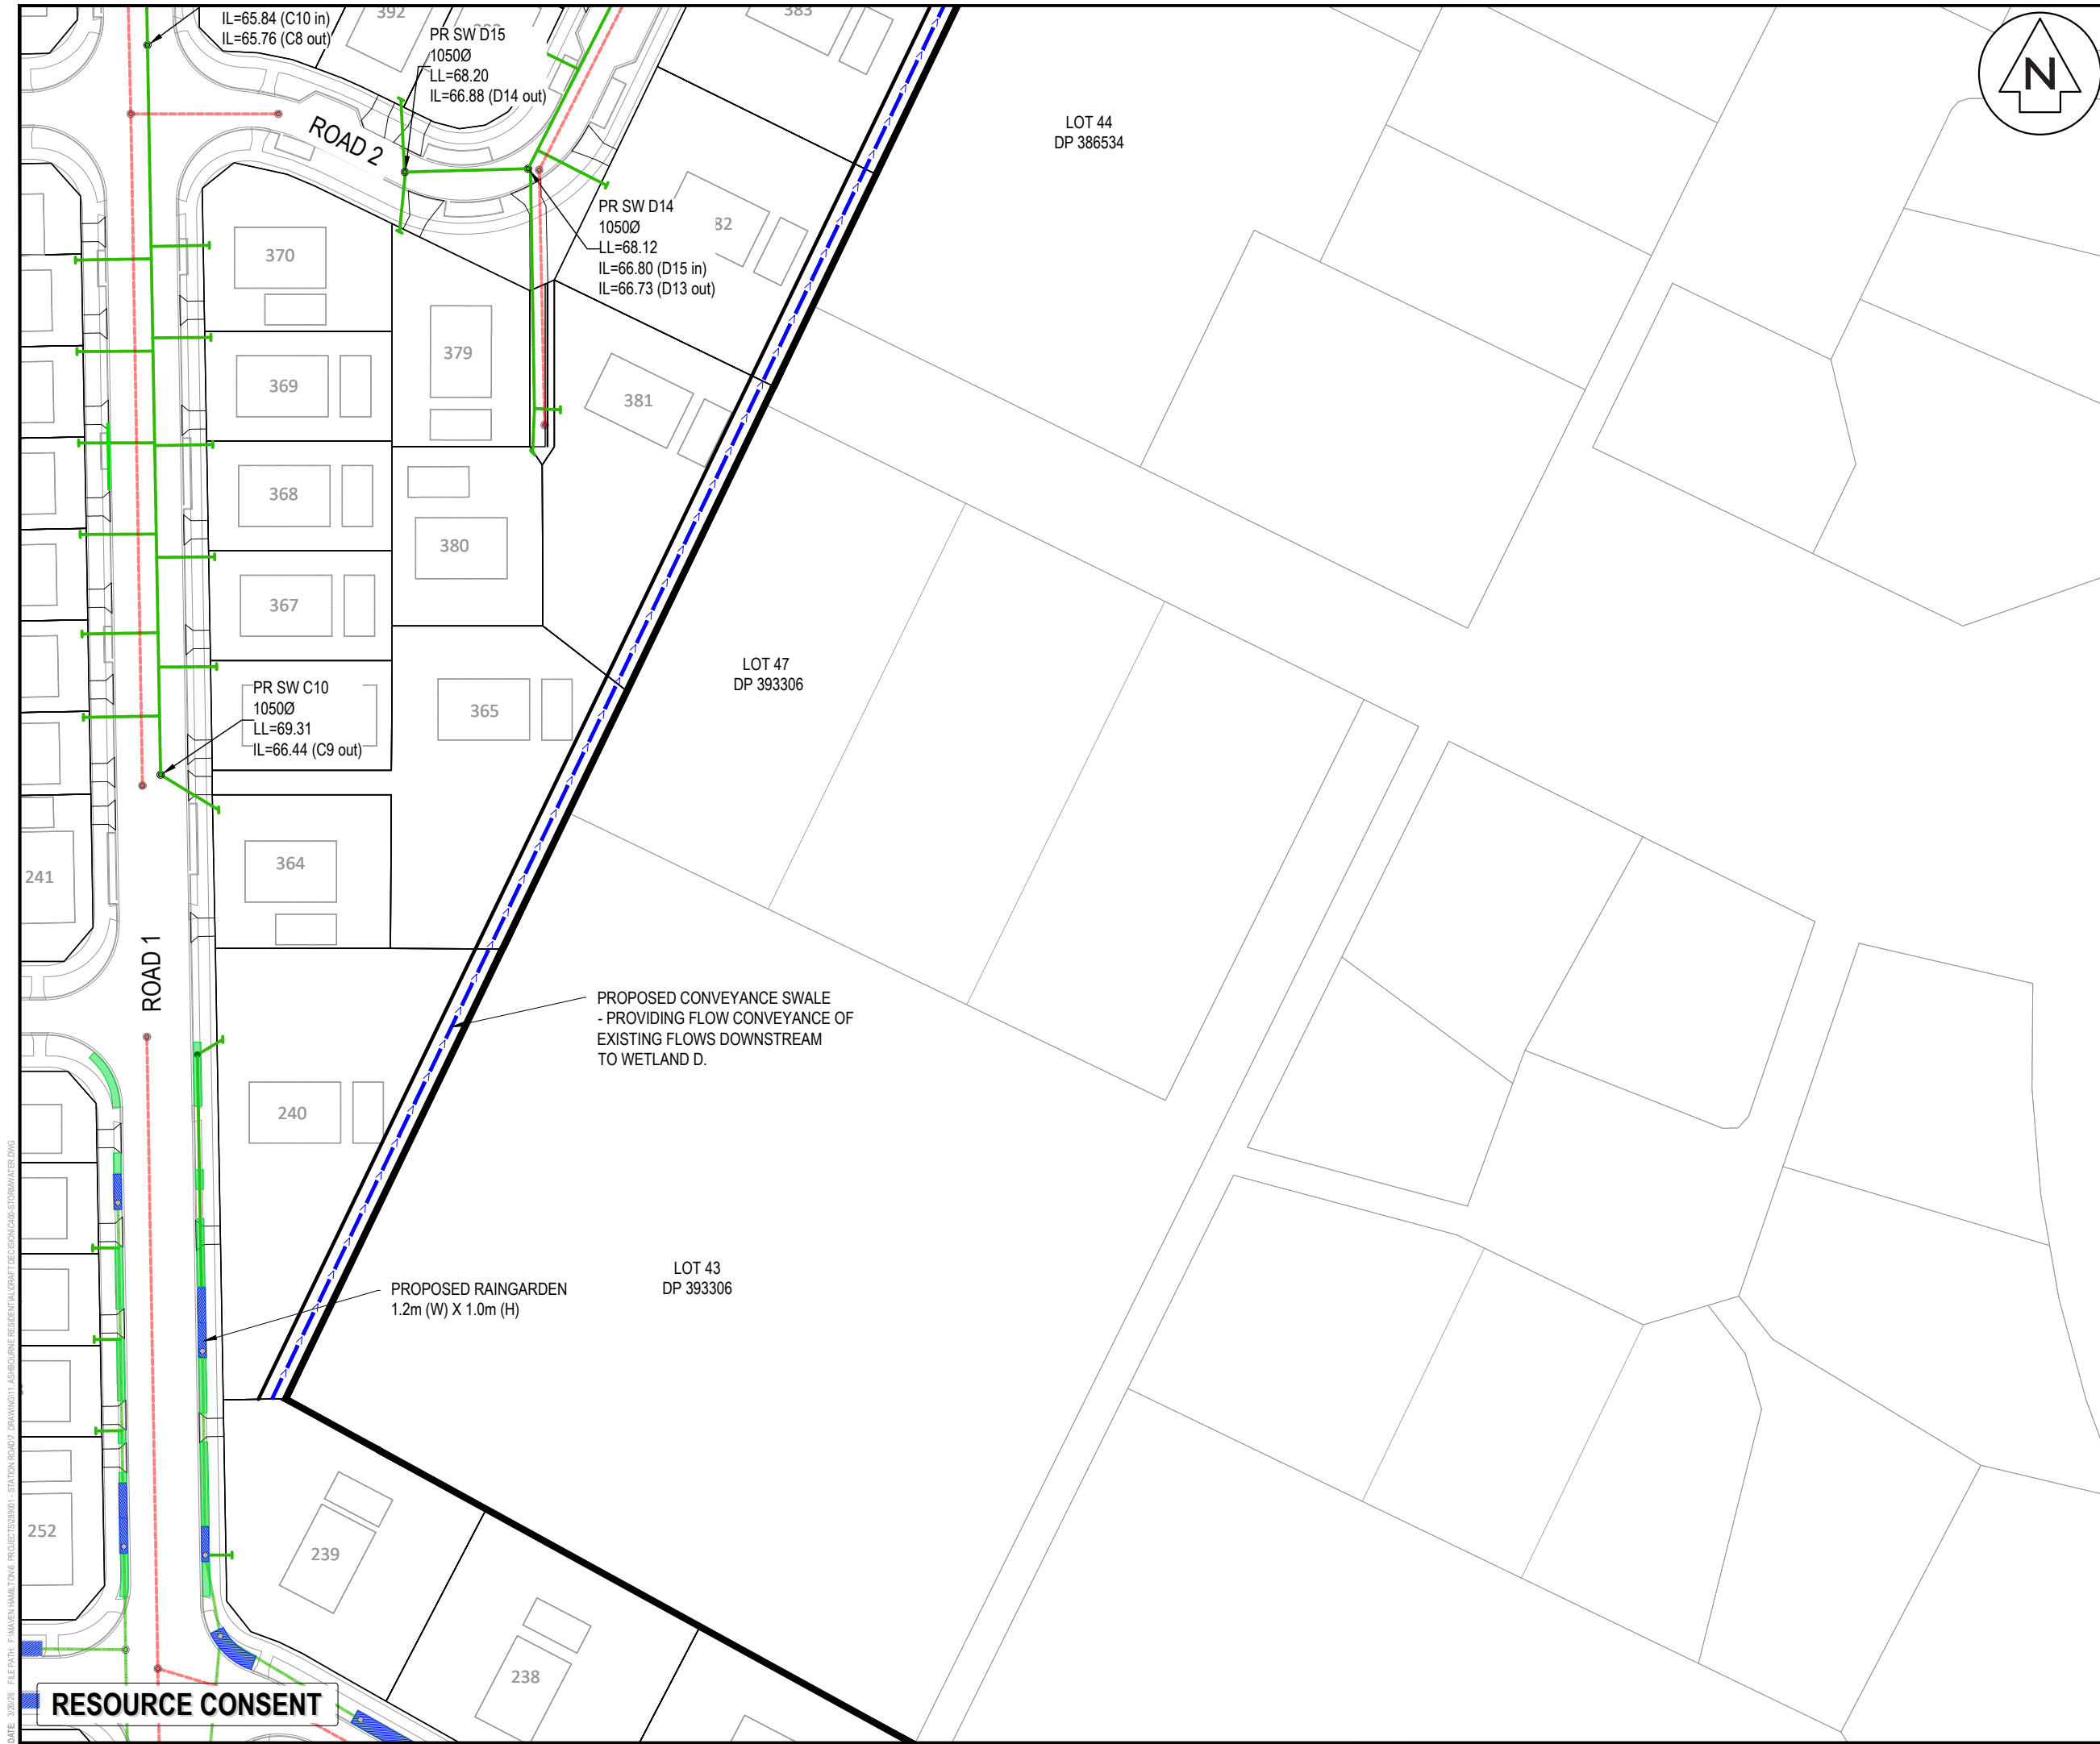 IL=65.84 (C10 in)
IL=65.76 (C8 out)
392
PR SW D15
1050Ø
LL=68.20
IL=66.88 (D14 out)
383
N
LOT 44
DP 386534
ROAD 2
PR SW D14
1050Ø
LL=68.12
IL=66.80 (D15 in)
IL=66.73 (D13 out)
82
370
379
369
381
368
380
367
LOT 47
DP 393306
PR SW C10
1050Ø
LL=69.31
IL=66.44 (C9 out)
365
364
241
ROAD 1
PROPOSED CONVEYANCE SWALE
- PROVIDING FLOW CONVEYANCE OF
EXISTING FLOWS DOWNSTREAM
TO WETLAND D.
240
LOT 43
DP 393306
PROPOSED RAINGARDEN
1.2m (W) X 1.0m (H)
252
239
238
RESOURCE CONSENT